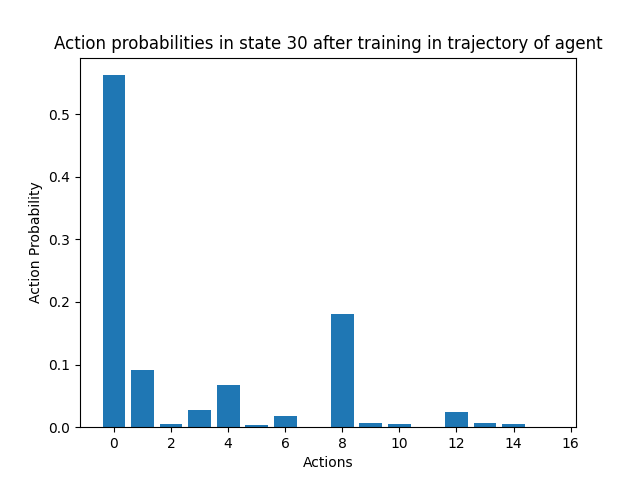 Action probabilities in state 30 after training in trajectory of agent
0.5
0.4
0.3
0.2
0.1
0.0
Action Probability
0 2 4 6 8 10 12 14 16
Actions